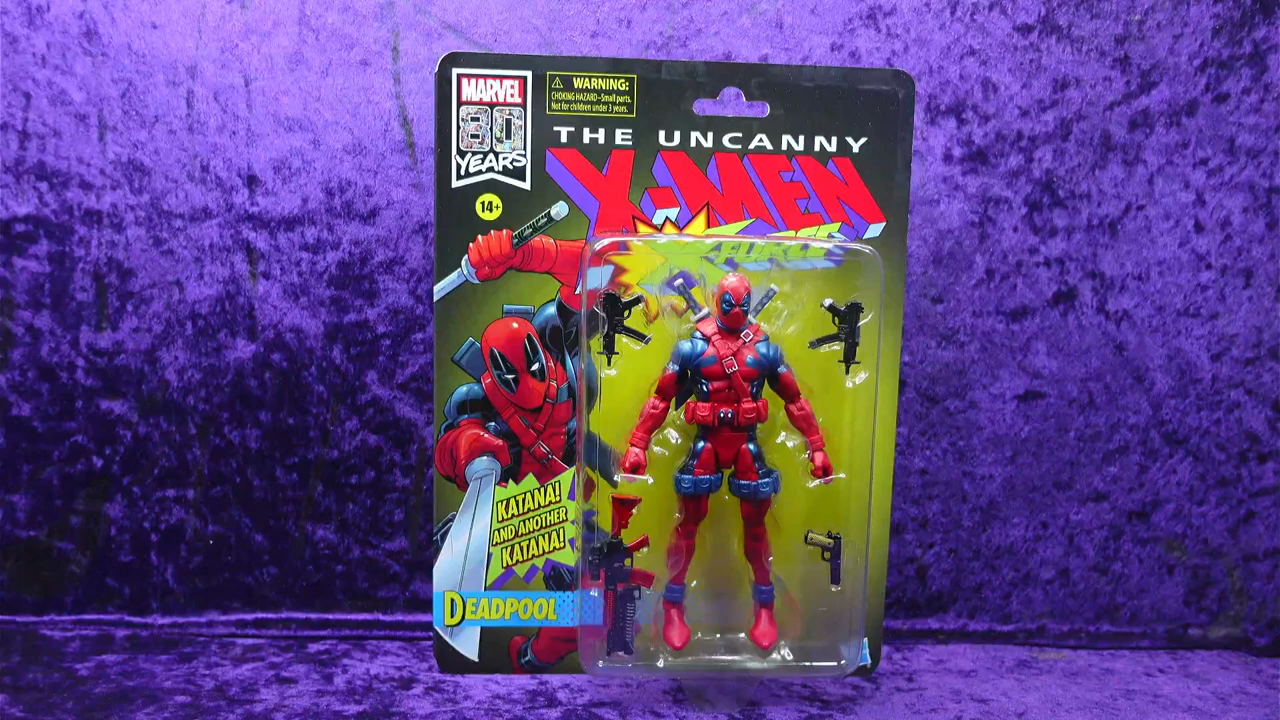 MARVEL
80
YEARS
⚠ WARNING:
CHOKING HAZARD–Small parts.
Not for children under 3 years.
14+
THE UNCANNY
X-MEN
X-FORCE
KATANA!
AND ANOTHER
KATANA!
DEADPOOL